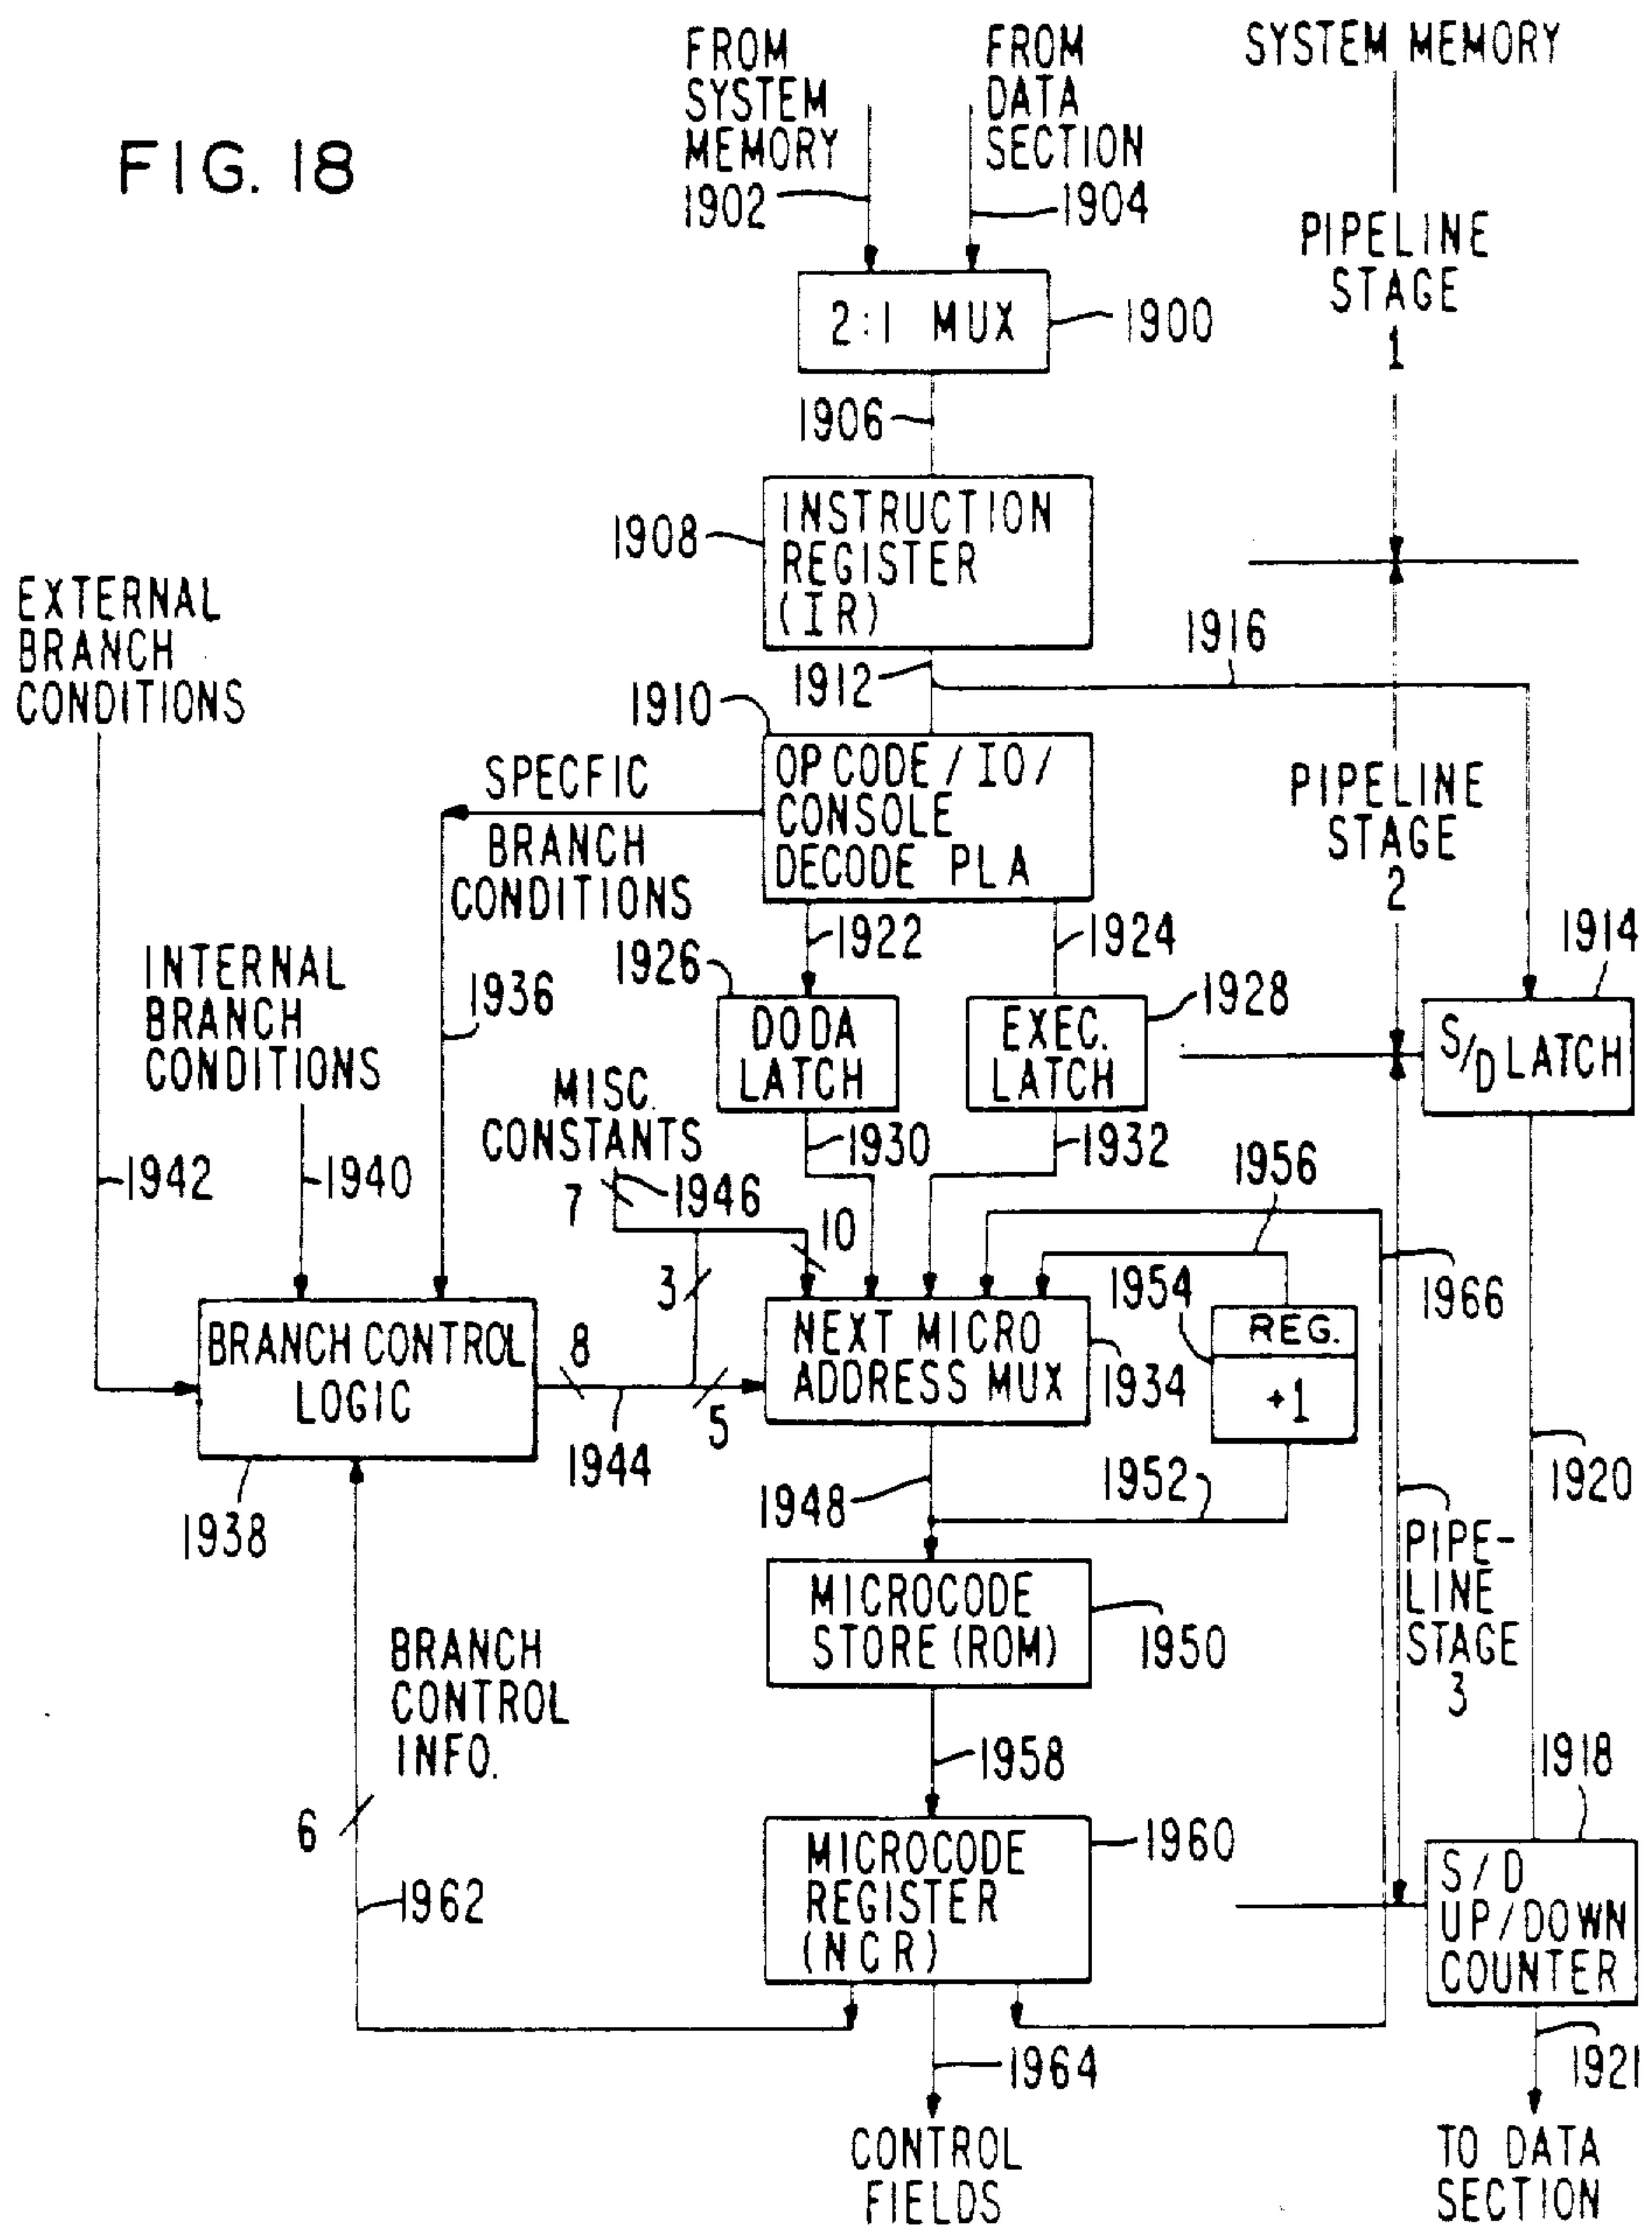 FIG. 18
FROM
SYSTEM
MEMORY
1902
FROM
DATA
SECTION
1904
SYSTEM MEMORY
PIPELINE
STAGE
1
2:1 MUX
1900
1906
INSTRUCTION
REGISTER
(IR)
1908
1912
1916
EXTERNAL
BRANCH
CONDITIONS
1910
OP CODE / IO /
CONSOLE
DECODE PLA
SPECFIC
BRANCH
CONDITIONS
PIPELINE
STAGE
2
1922
1924
1914
INTERNAL
BRANCH
CONDITIONS
1936
1926
DODA
LATCH
EXEC.
LATCH
1928
S/D LATCH
MISC.
CONSTANTS
7
1946
1930
1932
1956
1942
1940
10
3
1954
REG.
+1
1966
BRANCH CONTROL
LOGIC
8
5
1944
NEXT MICRO
ADDRESS MUX
1934
1938
1948
1952
1920
PIPE-
LINE
STAGE
3
MICROCODE
STORE (ROM)
1950
BRANCH
CONTROL
INFO.
6
1958
1918
1962
MICROCODE
REGISTER
(NCR)
1960
S/D
UP/DOWN
COUNTER
1964
1921
CONTROL
FIELDS
TO DATA
SECTION